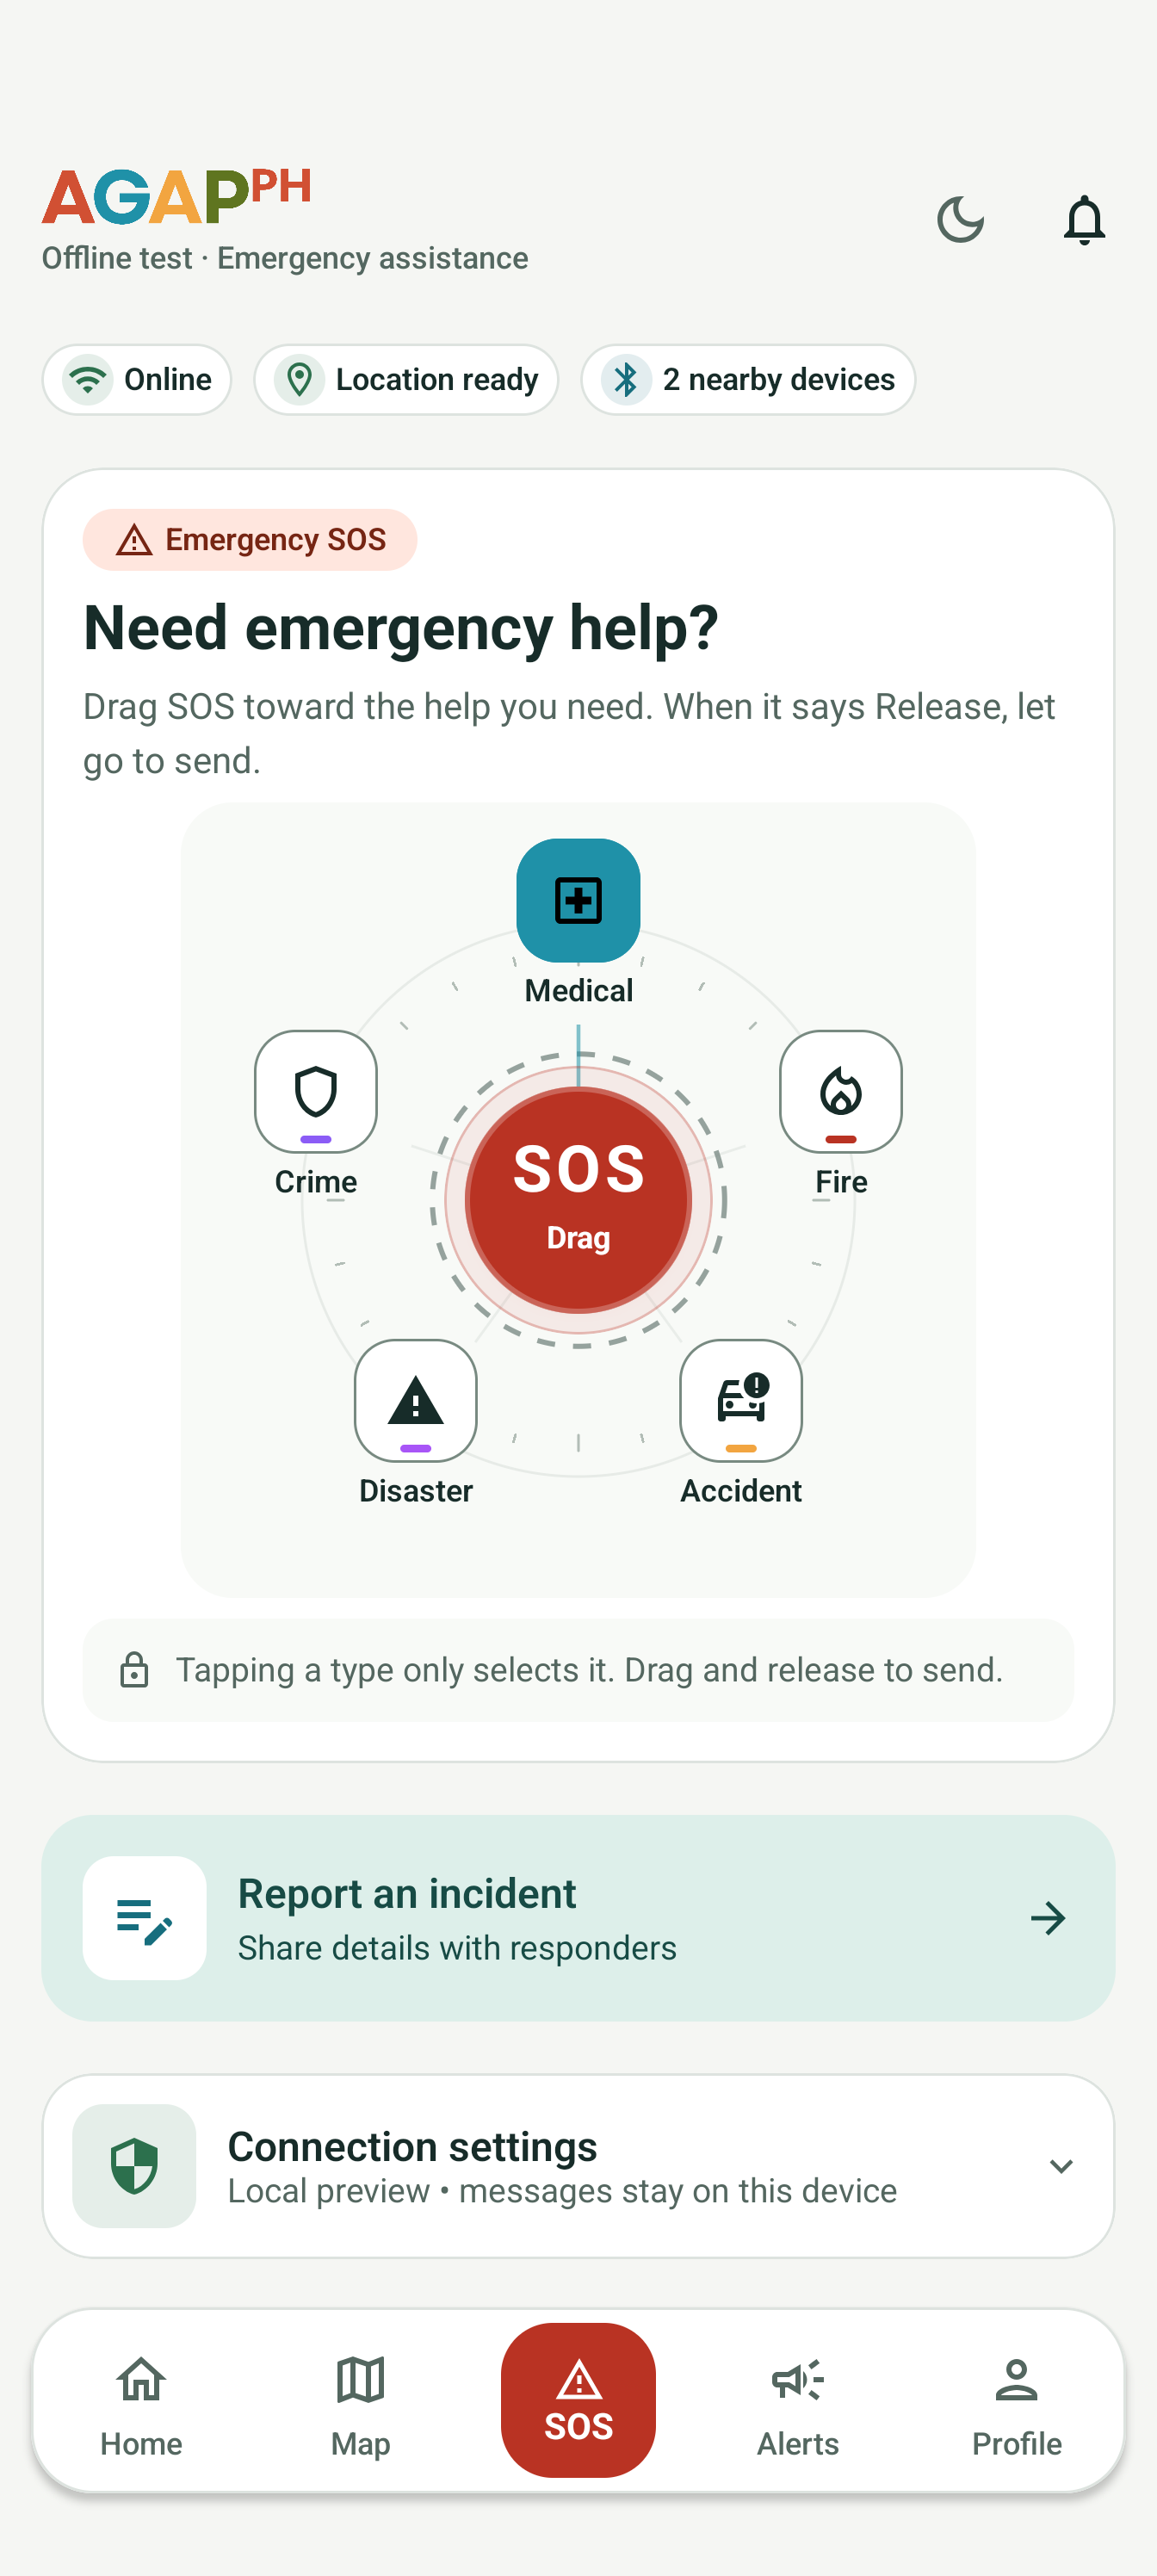 AGAPPH
Offline test · Emergency assistance
Online
Location ready
2 nearby devices
Emergency SOS
Need emergency help?
Drag SOS toward the help you need. When it says Release, let
go to send.
Medical
Crime
Fire
SOS
Drag
Disaster
Accident
Tapping a type only selects it. Drag and release to send.
Report an incident
Share details with responders
Connection settings
Local preview • messages stay on this device
Home
Map
SOS
Alerts
Profile